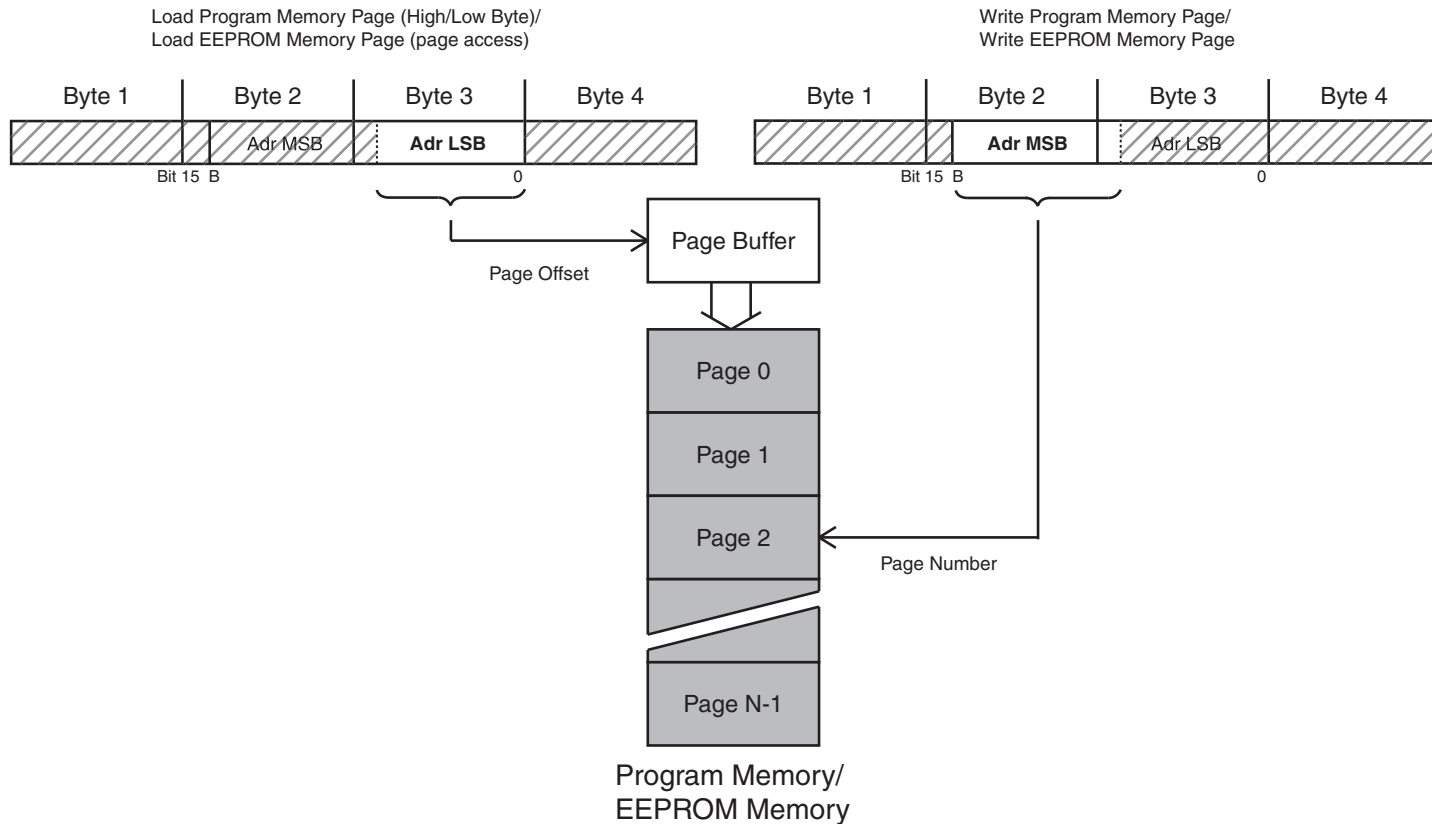 Load Program Memory Page (High/Low Byte)/
Load EEPROM Memory Page (page access)
Write Program Memory Page/
Write EEPROM Memory Page
Byte 1 Byte 2 Byte 3 Byte 4
Byte 1 Byte 2 Byte 3 Byte 4
Adr MSB Adr LSB
Adr MSB Adr LSB
Bit 15 B 0
Bit 15 B 0
Page Buffer
Page Offset
Page 0
Page 1
Page 2
Page Number
Page N-1
Program Memory/
EEPROM Memory